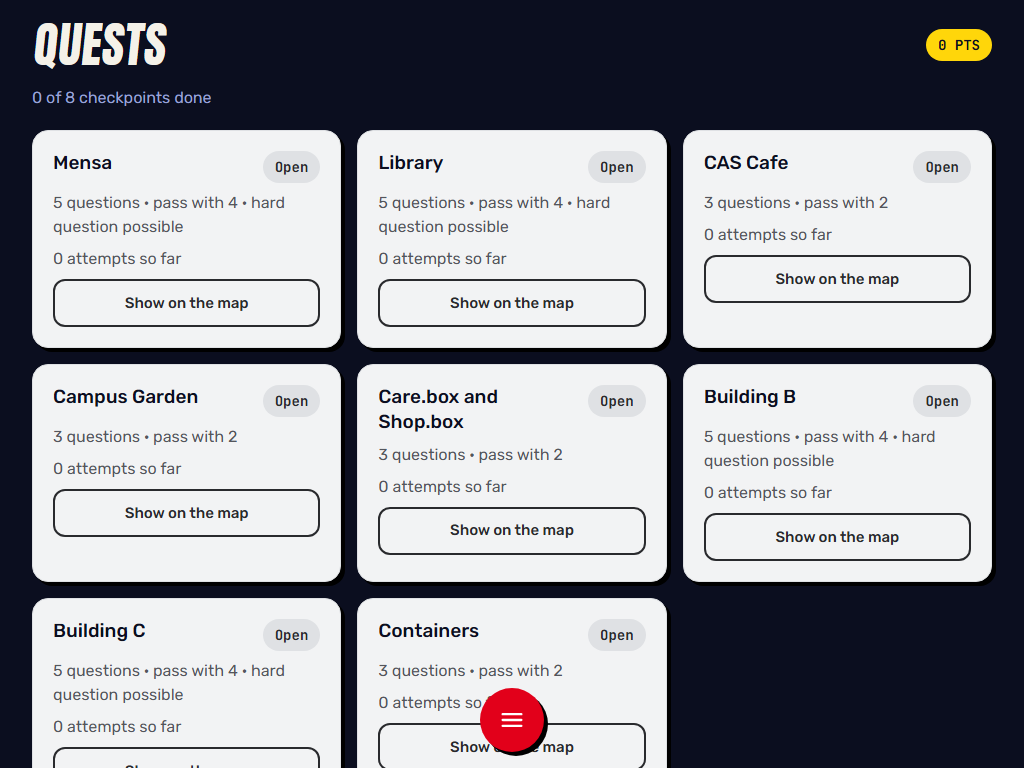 QUESTS
0 PTS
0 of 8 checkpoints done
Mensa
Open
5 questions • pass with 4 • hard
question possible
0 attempts so far
Show on the map
Library
Open
5 questions • pass with 4 • hard
question possible
0 attempts so far
Show on the map
CAS Cafe
Open
3 questions • pass with 2
0 attempts so far
Show on the map
Campus Garden
Open
3 questions • pass with 2
0 attempts so far
Show on the map
Care.box and
Shop.box
Open
3 questions • pass with 2
0 attempts so far
Show on the map
Building B
Open
5 questions • pass with 4 • hard
question possible
0 attempts so far
Show on the map
Building C
Open
5 questions • pass with 4 • hard
question possible
0 attempts so far
Containers
Open
3 questions • pass with 2
0 attempts so
Show map